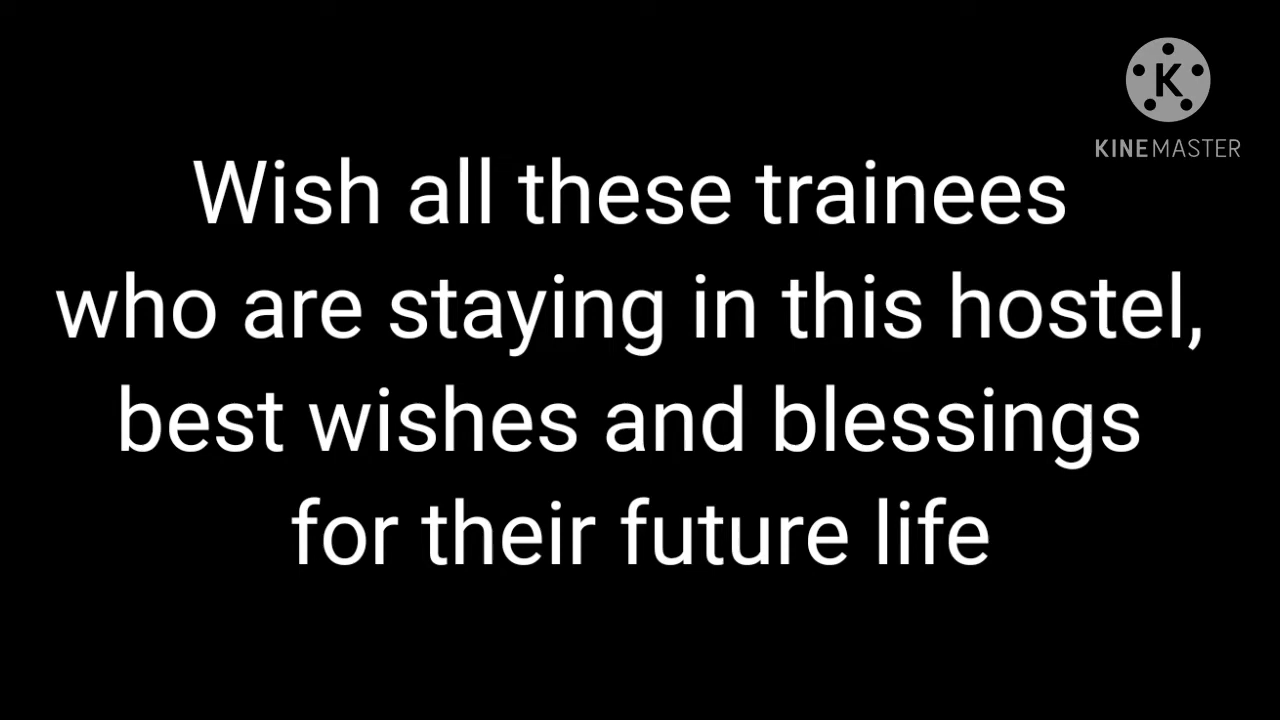 K
KINEMASTER
Wish all these trainees
who are staying in this hostel,
best wishes and blessings
for their future life